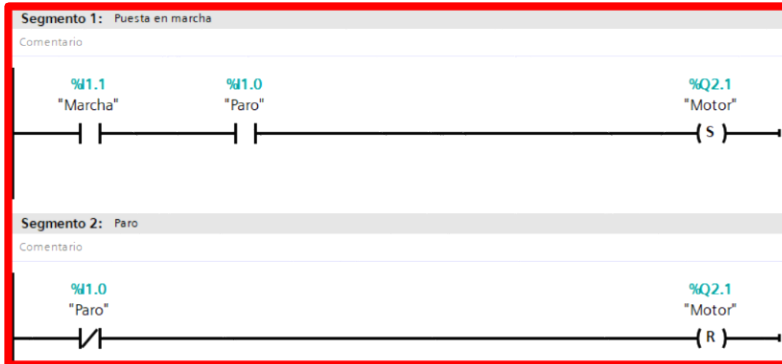 Segmento 1: Puesta en marcha
Comentario
%I1.1 %I1.0 %Q2.1
"Marcha" "Paro" "Motor"
S
Segmento 2: Paro
Comentario
%I1.0 %Q2.1
"Paro" "Motor"
R